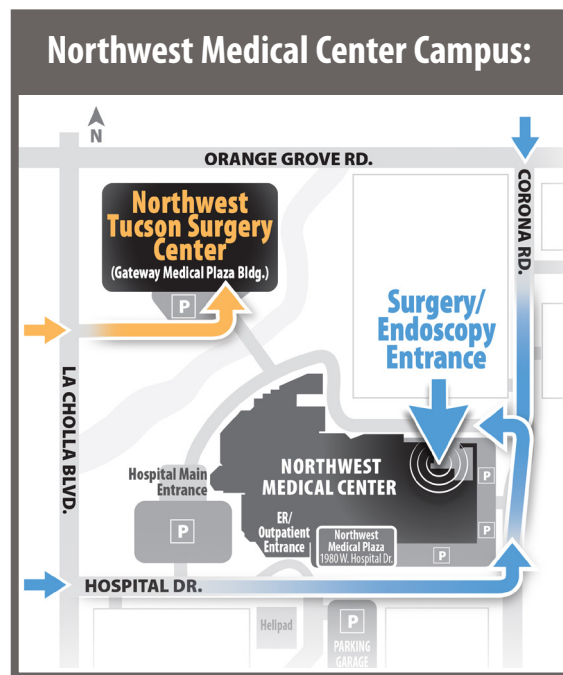 Northwest Medical Center Campus:
N
ORANGE GROVE RD.
CORONA RD.
Northwest
Tucson Surgery
Center
(Gateway Medical Plaza Bldg.)
P
Surgery/
Endoscopy
Entrance
LA CHOLLA BLVD.
Hospital Main
Entrance
NORTHWEST
MEDICAL CENTER
P
P
ER/
Outpatient
Entrance
Northwest
Medical Plaza
1980 W. Hospital Dr.
P
P
HOSPITAL DR.
Helipad
P
PARKING
GARAGE